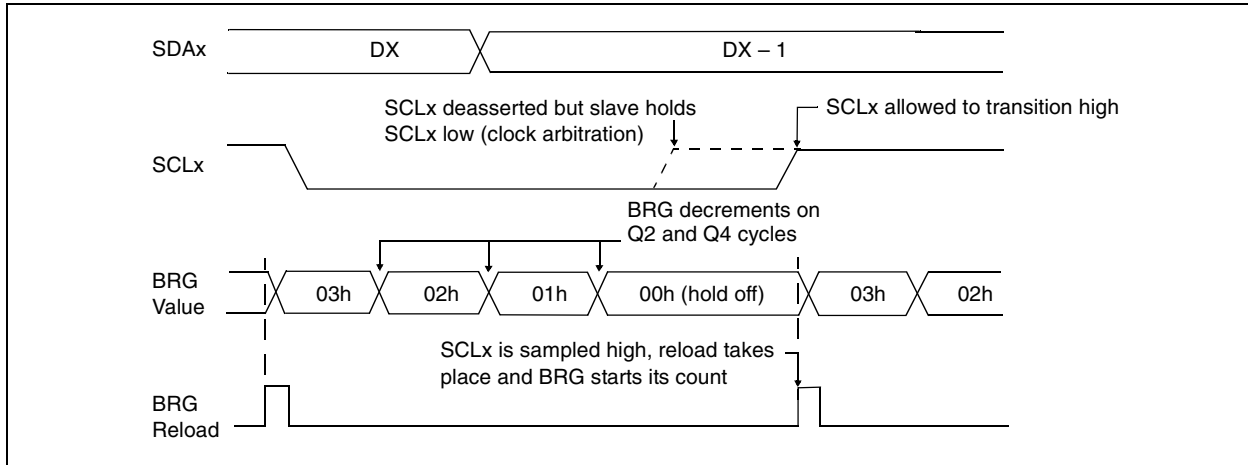 SDAx
DX
DX – 1
SCLx deasserted but slave holds
SCLx low (clock arbitration)
SCLx allowed to transition high
SCLx
BRG decrements on
Q2 and Q4 cycles
BRG
Value
03h
02h
01h
00h (hold off)
03h
02h
SCLx is sampled high, reload takes
place and BRG starts its count
BRG
Reload